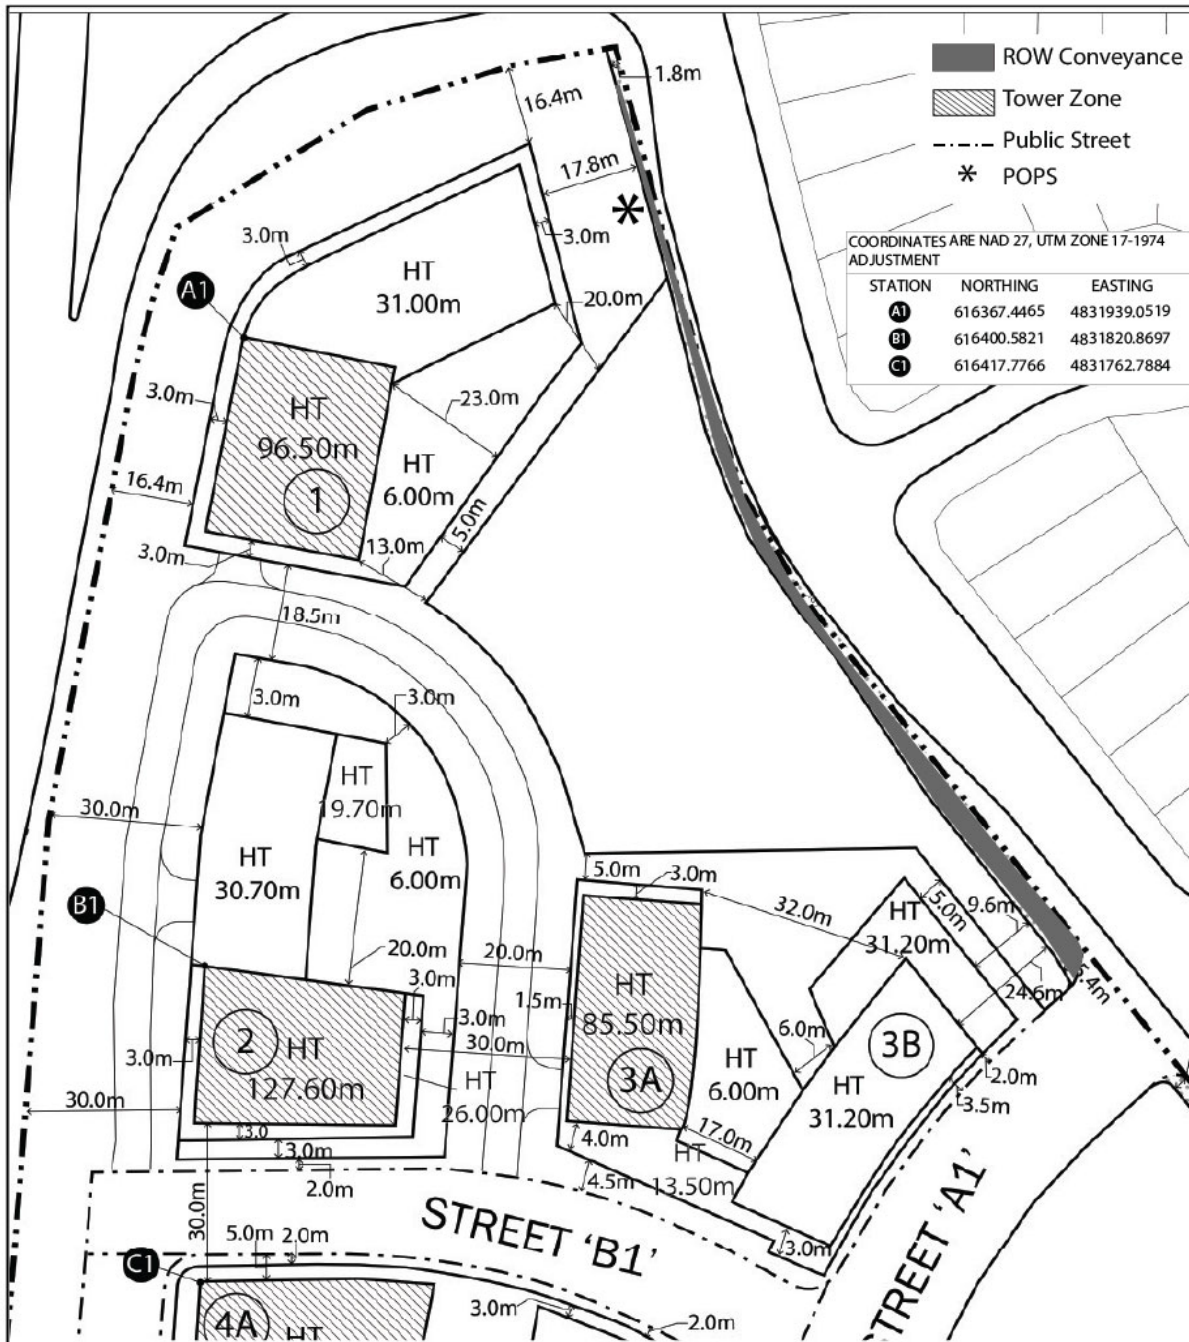 ROW Conveyance
1.8m
16.4m
Tower Zone
Public Street
17.8m
*
POPS
*
3.0m
3.0m
COORDINATES ARE NAD 27, UTM ZONE 17-1974
ADJUSTMENT
STATION NORTHING EASTING
A1 616367.4465 4831939.0519
B1 616400.5821 4831820.8697
C1 616417.7766 4831762.7884
A1
HT
31.00m
20.0m
3.0m
HT
96.50m
1
23.0m
HT
6.00m
16.4m
5.0m
3.0m
13.0m
18.5m
3.0m
3.0m
HT
19.70m
30.0m
HT
30.70m
HT
6.00m
5.0m
3.0m
32.0m
HT
31.20m
5.0m
9.6m
B1
20.0m
20.0m
3.0m
HT
85.50m
3A
1.5m
24.6m
5.4m
2
HT
127.60m
3.0m
3.0m
30.0m
6.0m
3B
HT
6.00m
HT
31.20m
2.0m
3.5m
HT
26.00m
30.0m
3.0
3.0m
2.0m
4.0m
17.0m
HT
13.50m
4.5m
3.0m
30.0m
STREET 'B1'
STREET 'A1'
5.0m
2.0m
C1
4A
HT
3.0m
2.0m